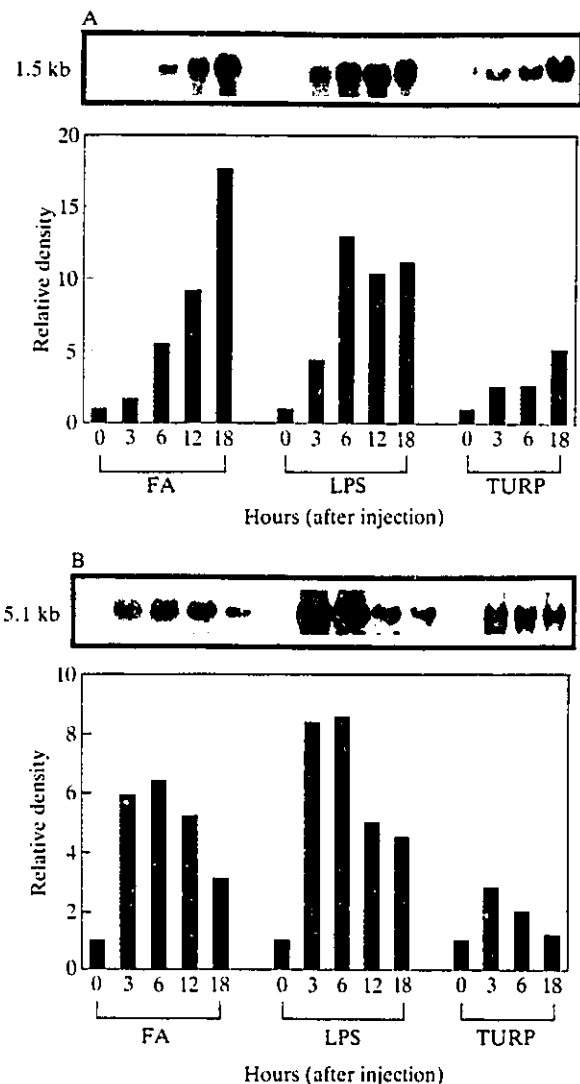 A
1.5 kb
20
15
10
5
0
Relative density
0 3 6 12 18 0 3 6 12 18 0 3 6 18
FA LPS TURP
Hours (after injection)
B
5.1 kb
10
8
6
4
2
0
Relative density
0 3 6 12 18 0 3 6 12 18 0 3 6 18
FA LPS TURP
Hours (after injection)